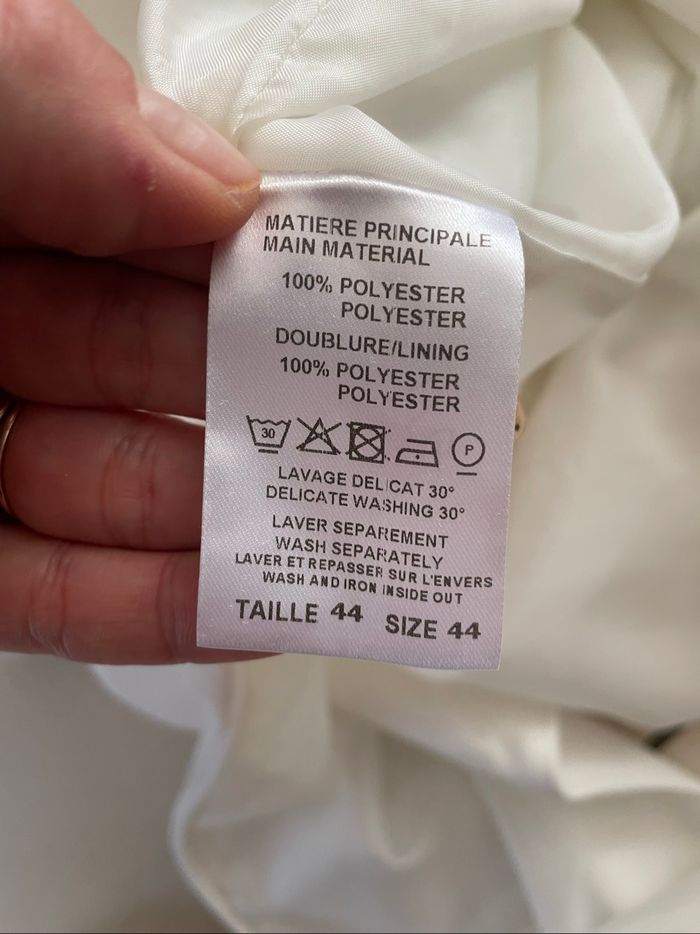 MATIERE PRINCIPALE
MAIN MATERIAL
100% POLYESTER
POLYESTER
DOUBLURE/LINING
100% POLYESTER
POLYESTER
30 P
LAVAGE DELICAT 30°
DELICATE WASHING 30°
LAVER SEPAREMENT
WASH SEPARATELY
LAVER ET REPASSER SUR L'ENVERS
WASH AND IRON INSIDE OUT
TAILLE 44 SIZE 44